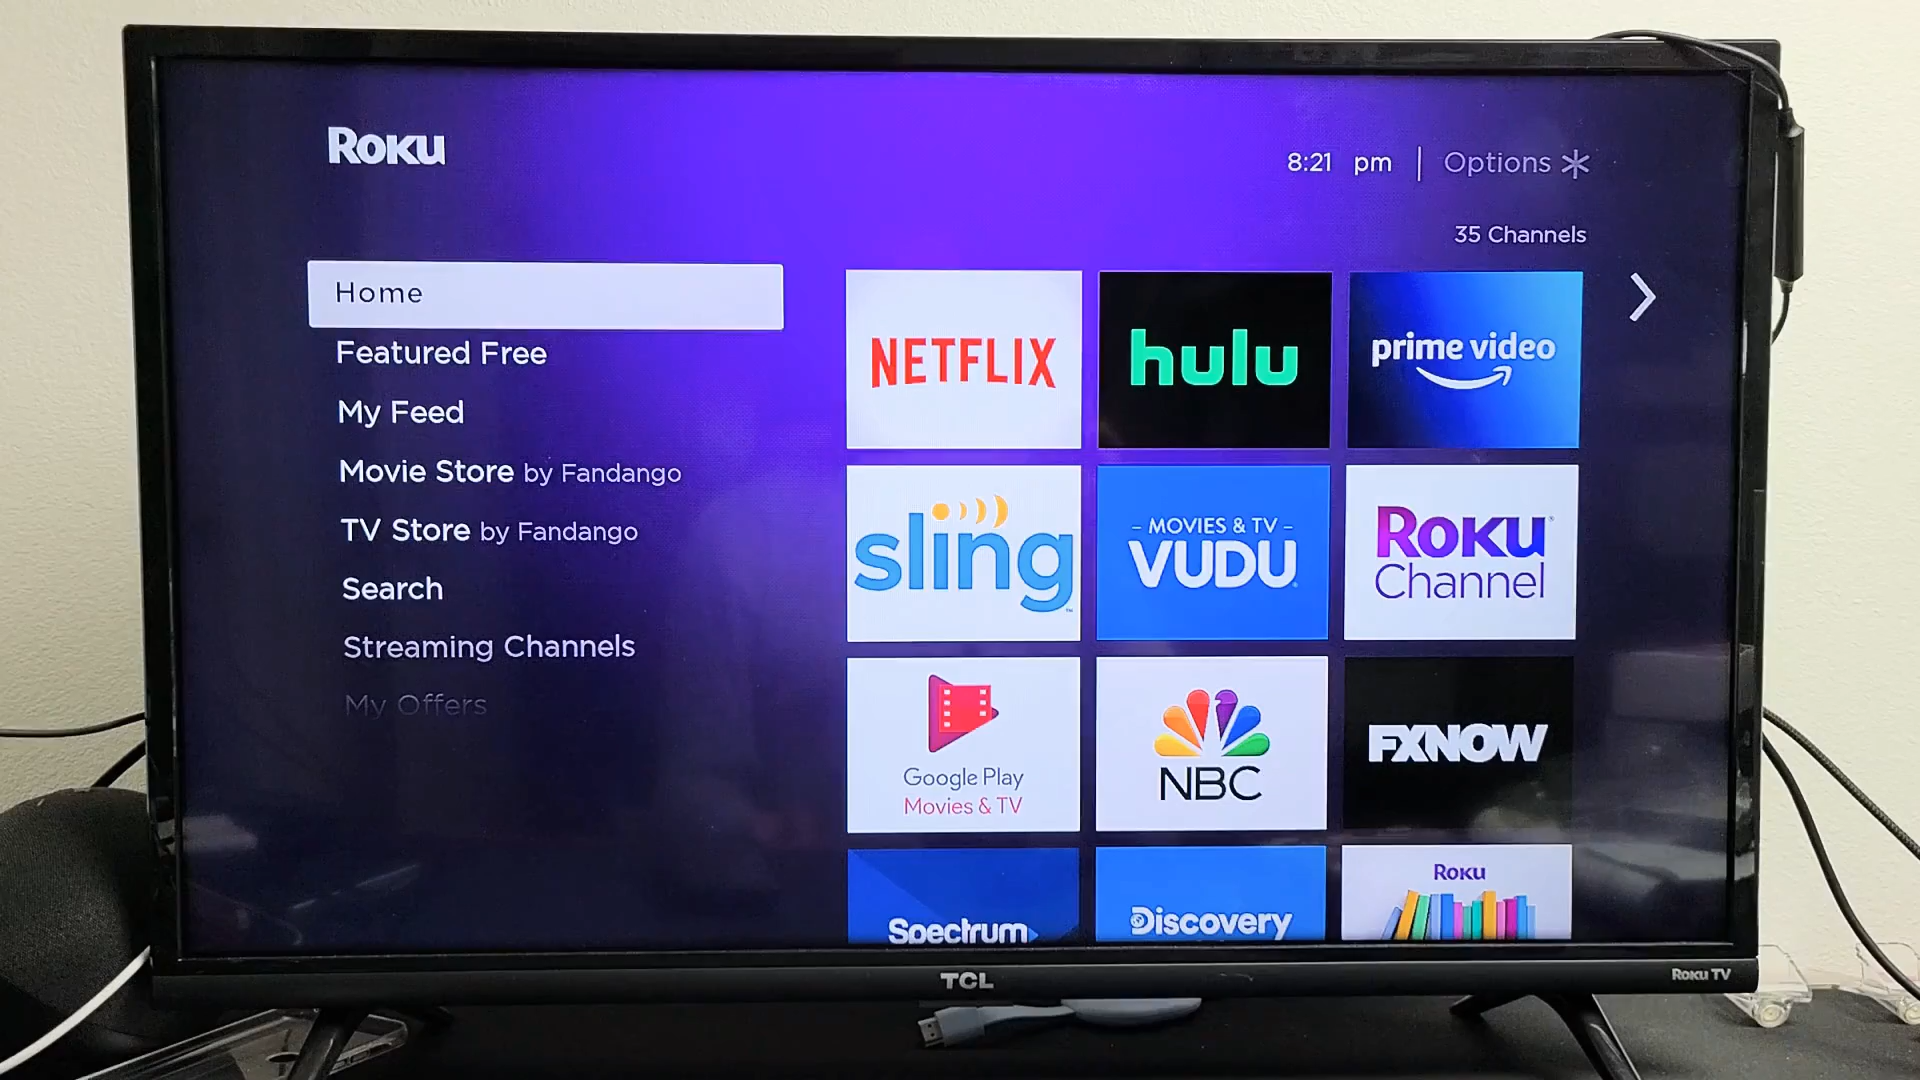 Roku
8:21 pm | Options
35 Channels
Home
Featured Free
My Feed
Movie Store by Fandango
TV Store by Fandango
Search
Streaming Channels
My Offers
NETFLIX
hulu
prime video
sling
- MOVIES & TV -
VUDU
Roku
Channel
Google Play
Movies & TV
NBC
FXNOW
Spectrum
Discovery
Roku
TCL
Roku TV